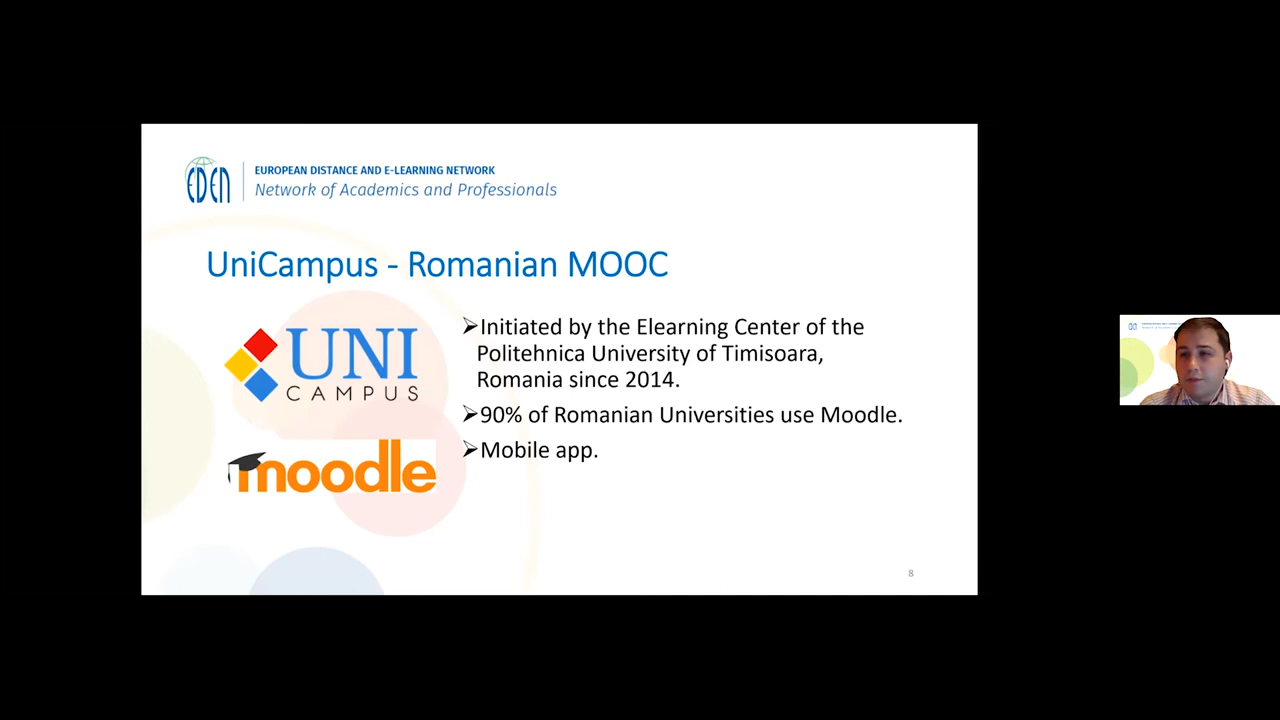 EDEN
EUROPEAN DISTANCE AND E-LEARNING NETWORK
Network of Academics and Professionals
UniCampus - Romanian MOOC
UNI
CAMPUS
moodle
➢Initiated by the Elearning Center of the
Politehnica University of Timisoara,
Romania since 2014.
➢90% of Romanian Universities use Moodle.
➢Mobile app.
8